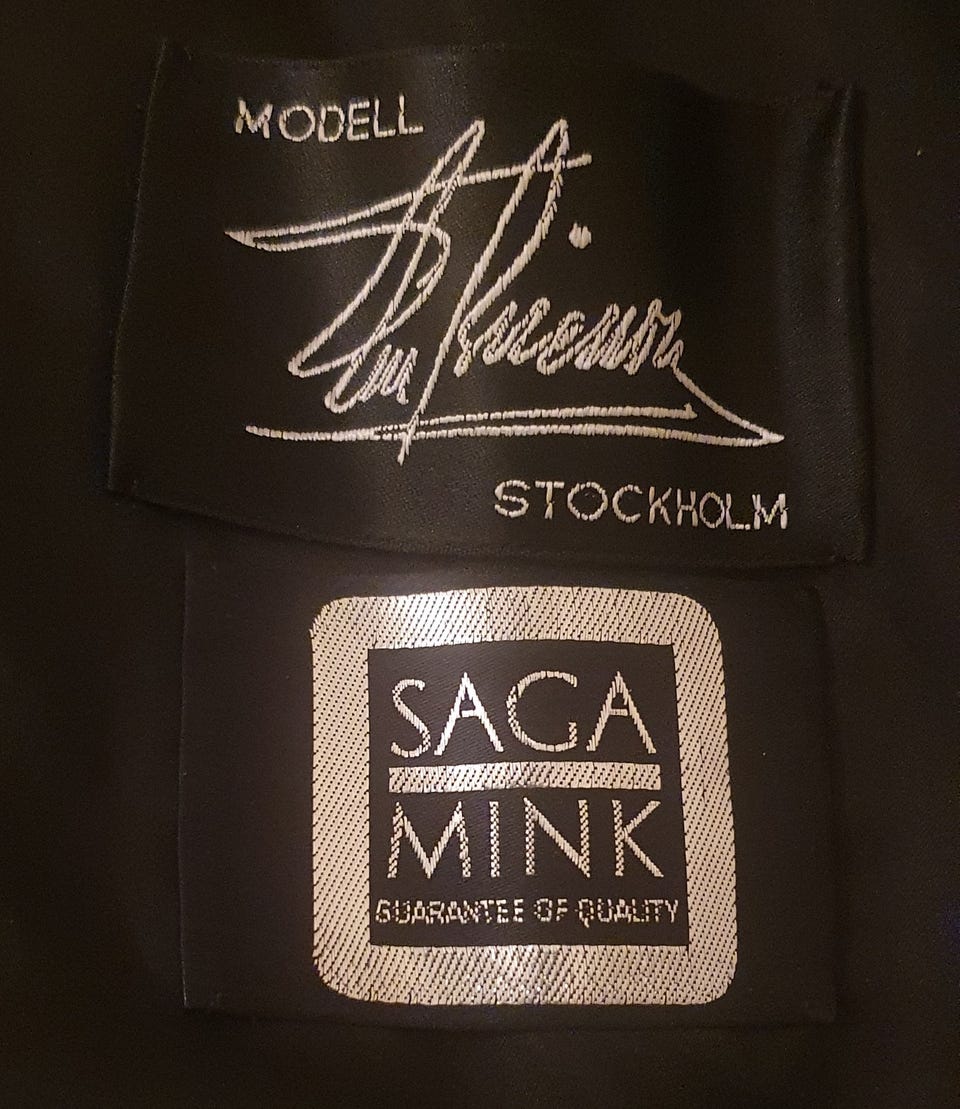 MODELL
STOCKHOLM
SAGA
MINK
GUARANTEE OF QUALITY